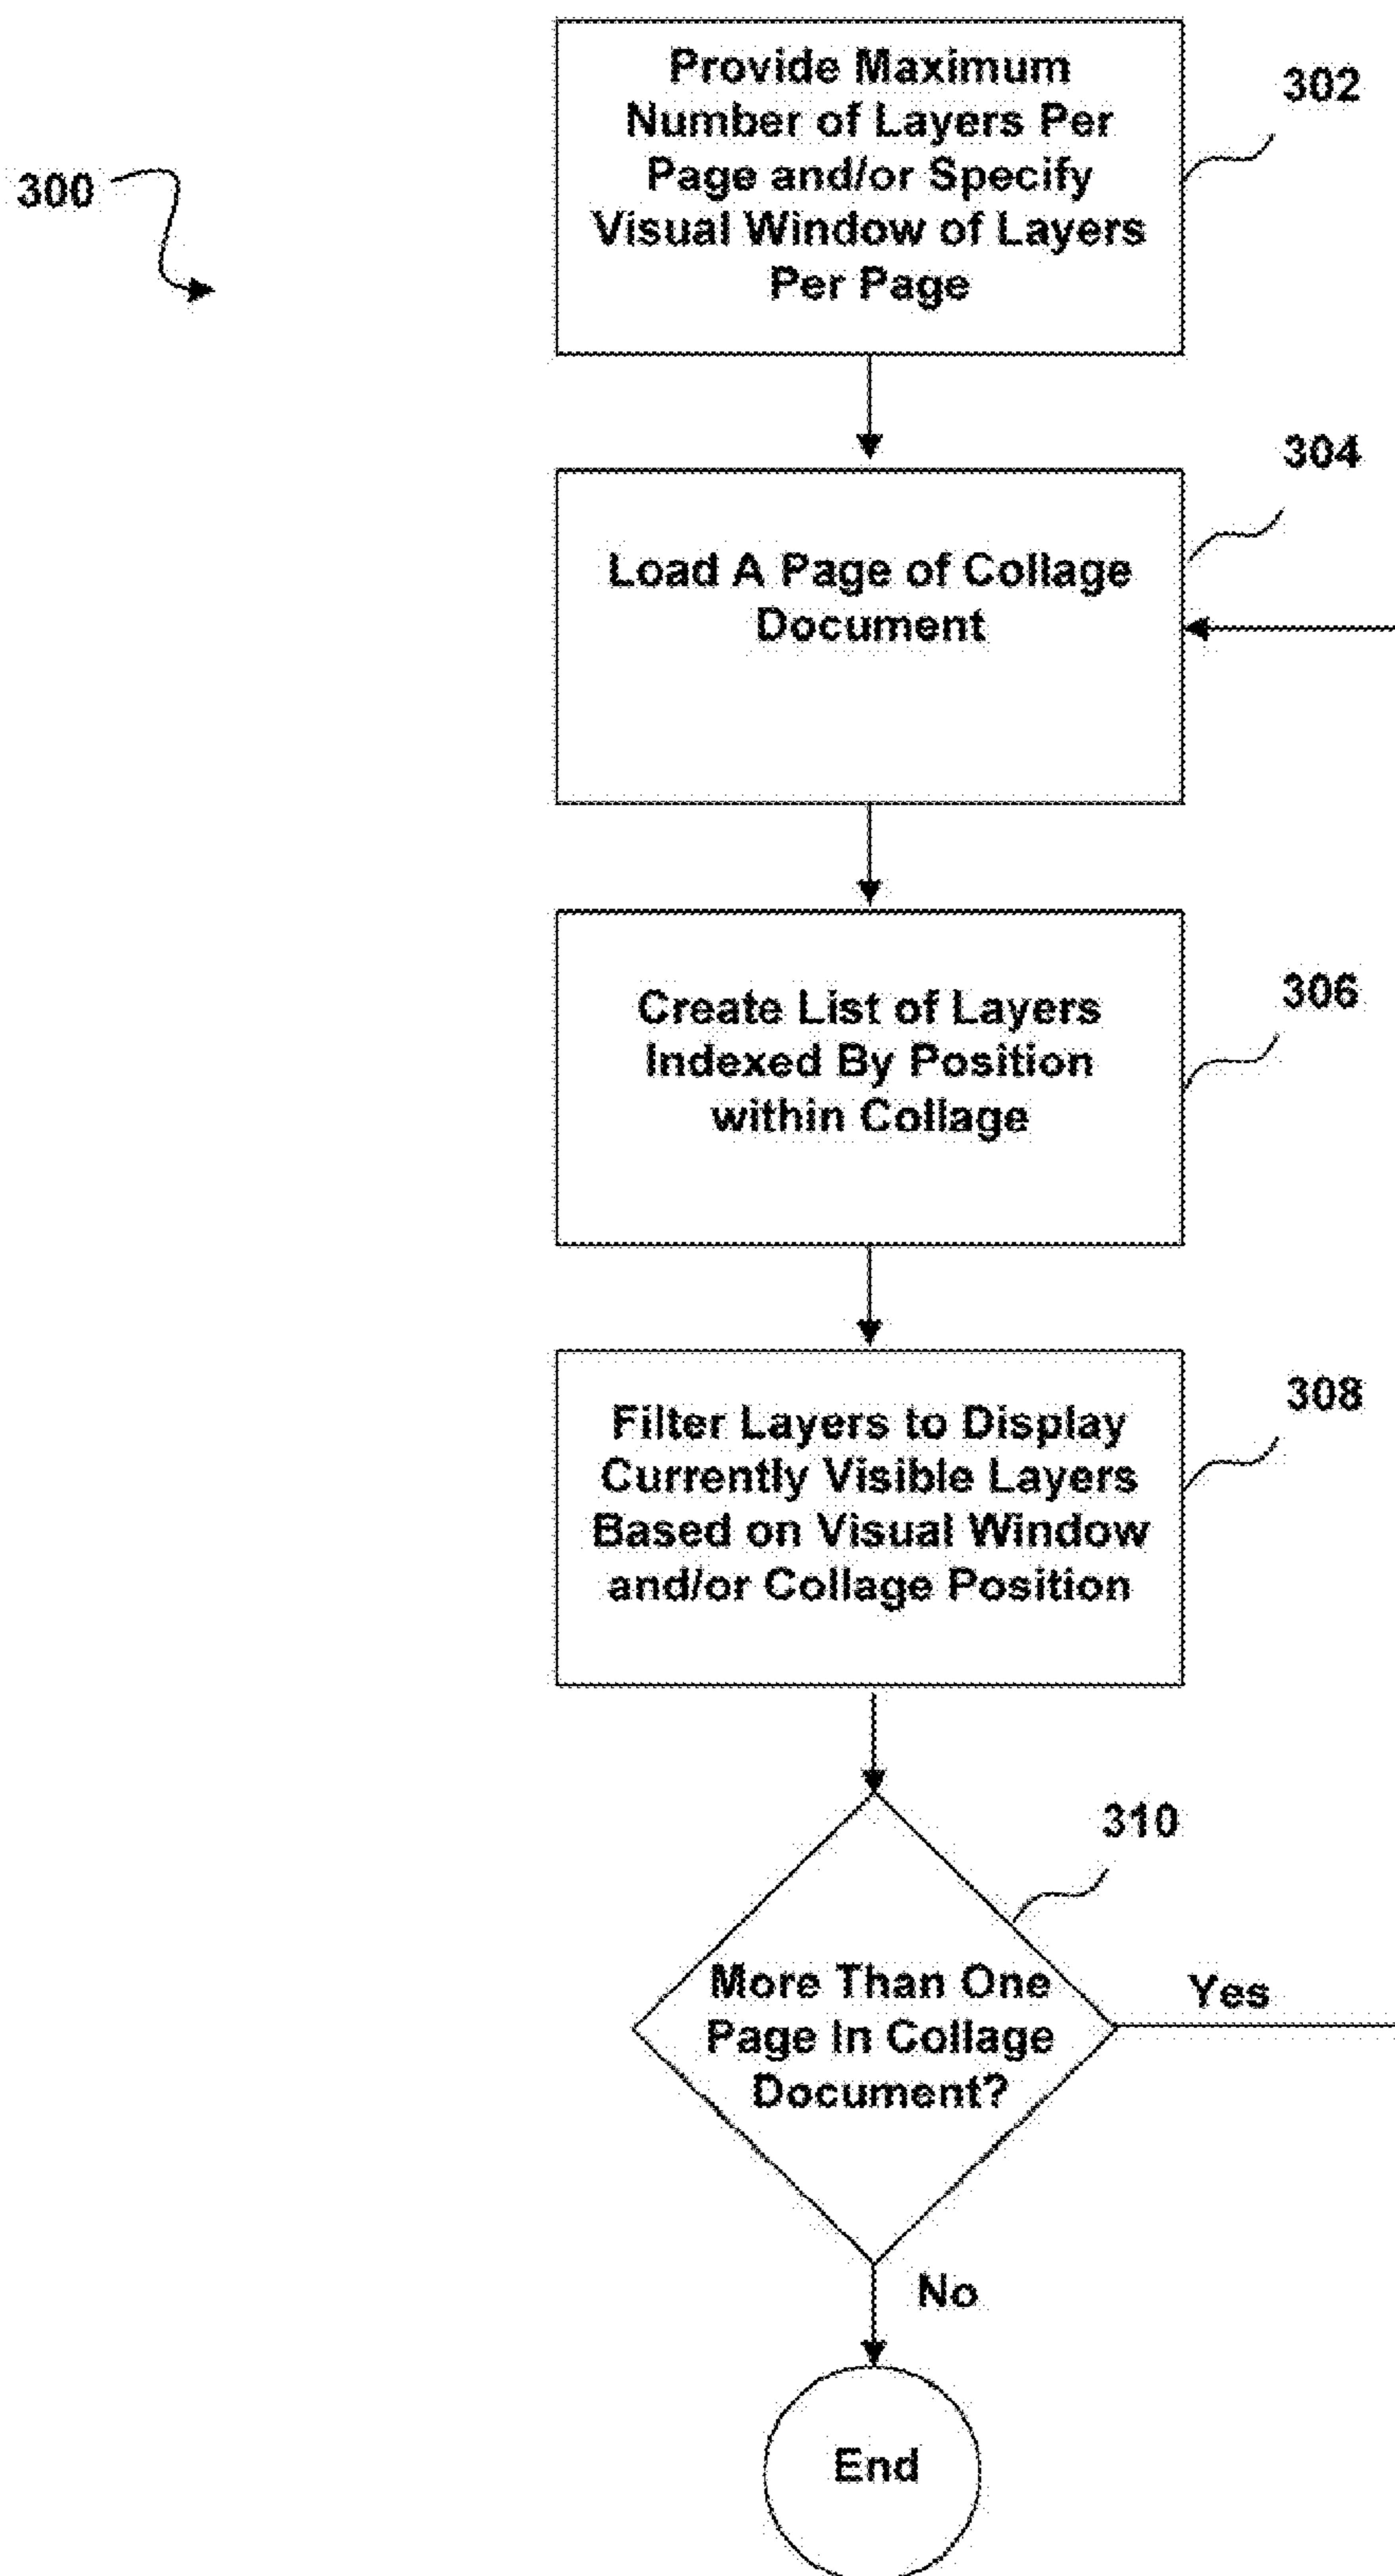 300
Provide Maximum
Number of Layers Per
Page and/or Specify
Visual Window of Layers
Per Page
302
Load A Page of Collage
Document
304
Create List of Layers
Indexed By Position
within Collage
306
Filter Layers to Display
Currently Visible Layers
Based on Visual Window
and/or Collage Position
308
310
More Than One
Page In Collage
Document?
Yes
No
End